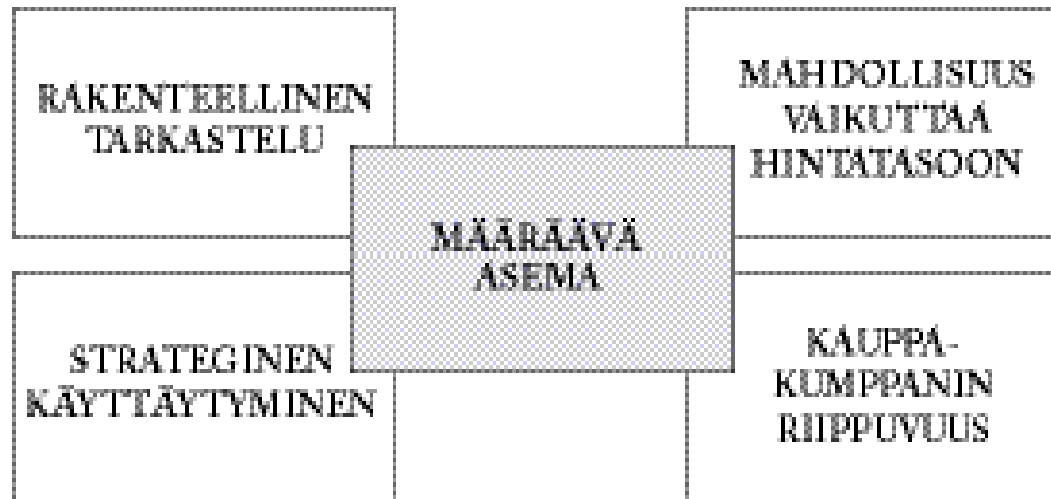 RAKENTEELLINEN
TARKASTELU
MAHDOLLISUUS
VAIKUTTAA
HINTATASOON
MÄÄRÄÄVÄ
ASEMA
STRATEGINEN
KÄYTTÄYTYMINEN
KAUPPA-
KUMPPANIN
RIIPPUVUUS